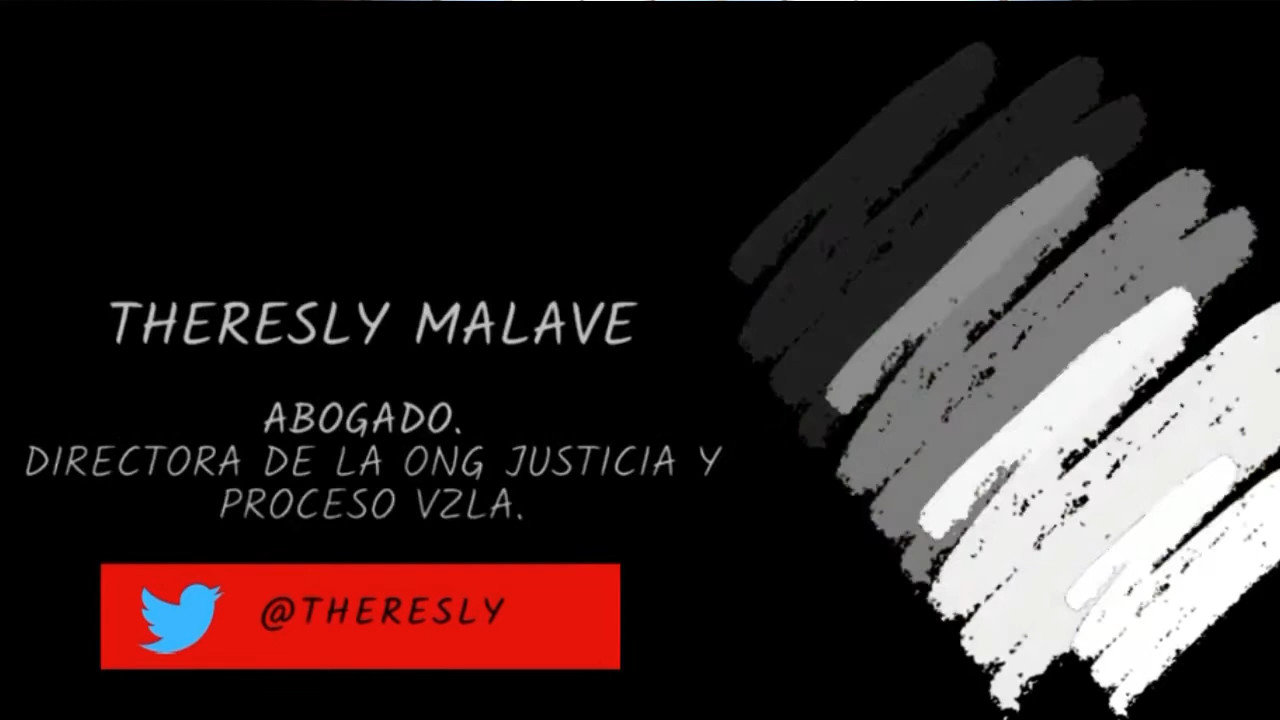 THERESLY MALAVE
ABOGADO.
DIRECTORA DE LA ONG JUSTICIA Y
PROCESO VZLA.
@THERESLY